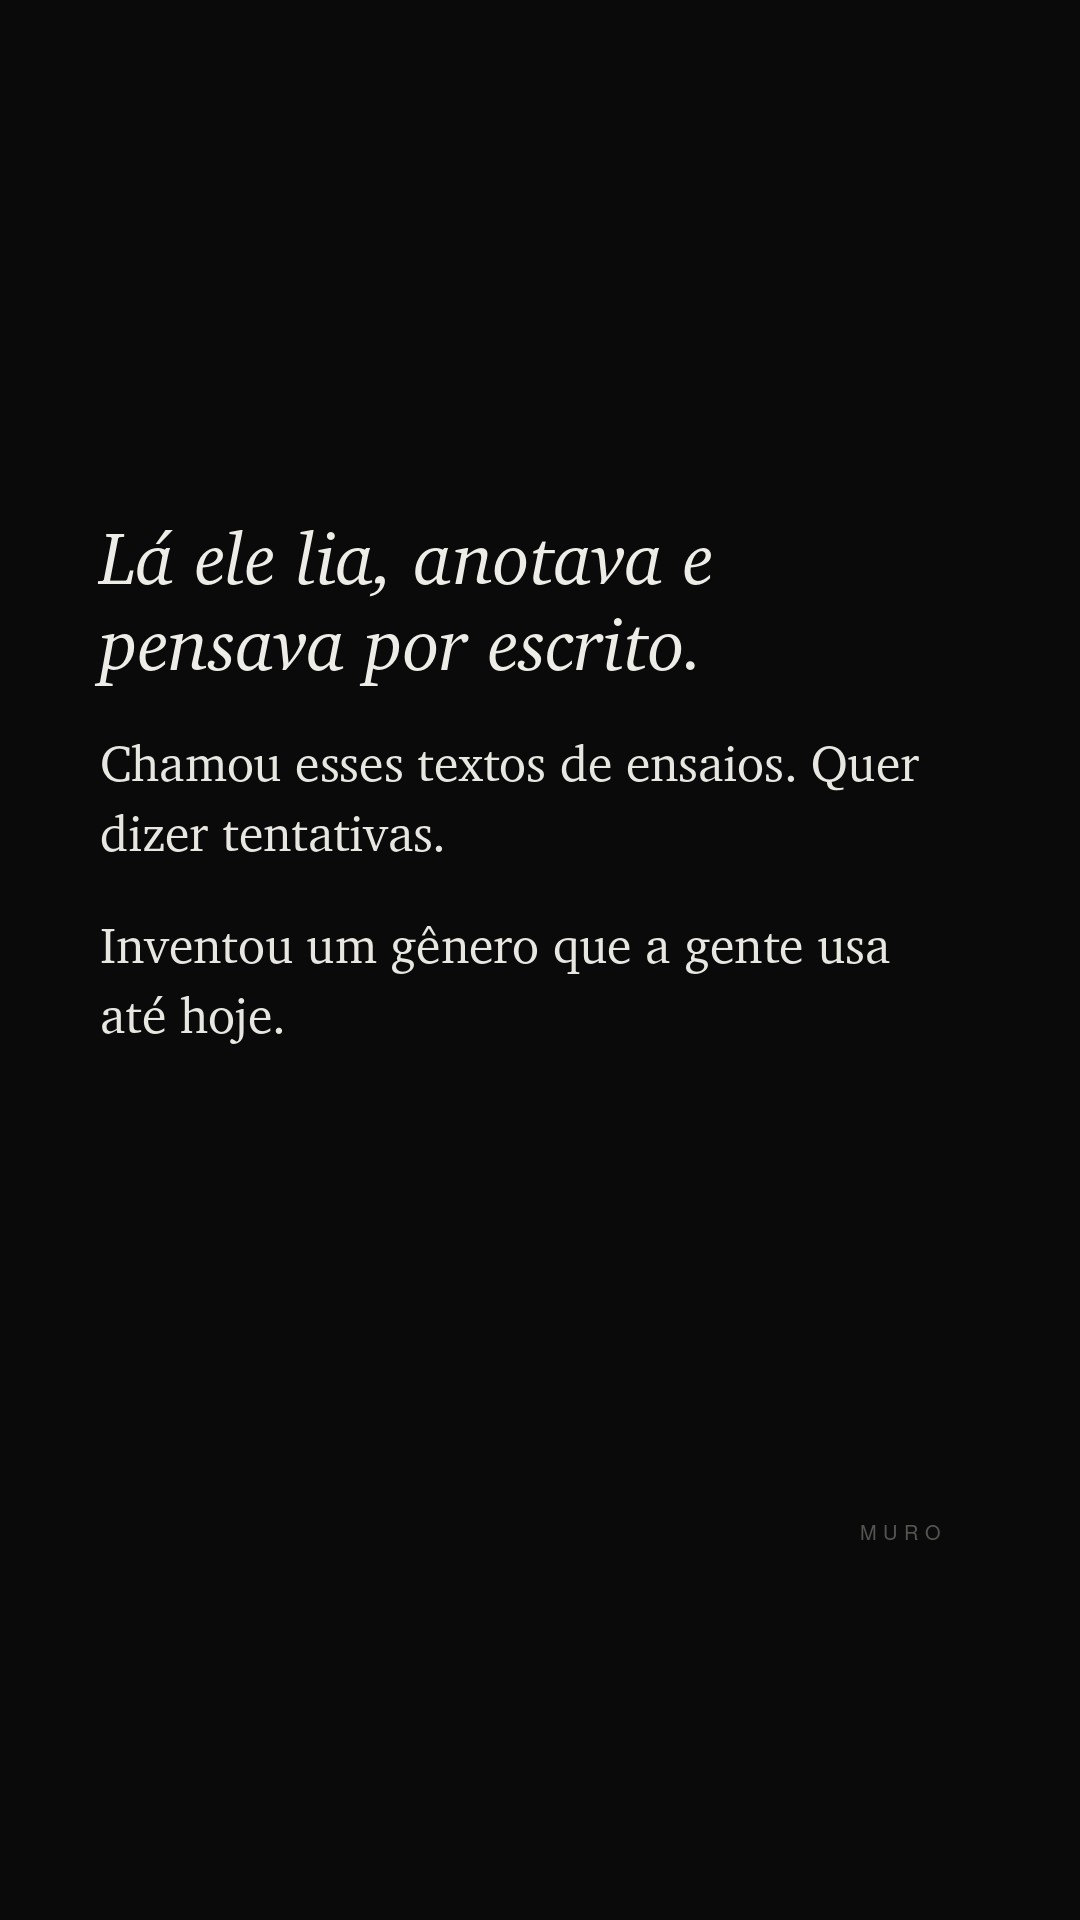 Lá ele lia, anotava e
pensava por escrito.
Chamou esses textos de ensaios. Quer
dizer tentativas.
Inventou um gênero que a gente usa
até hoje.
MURO